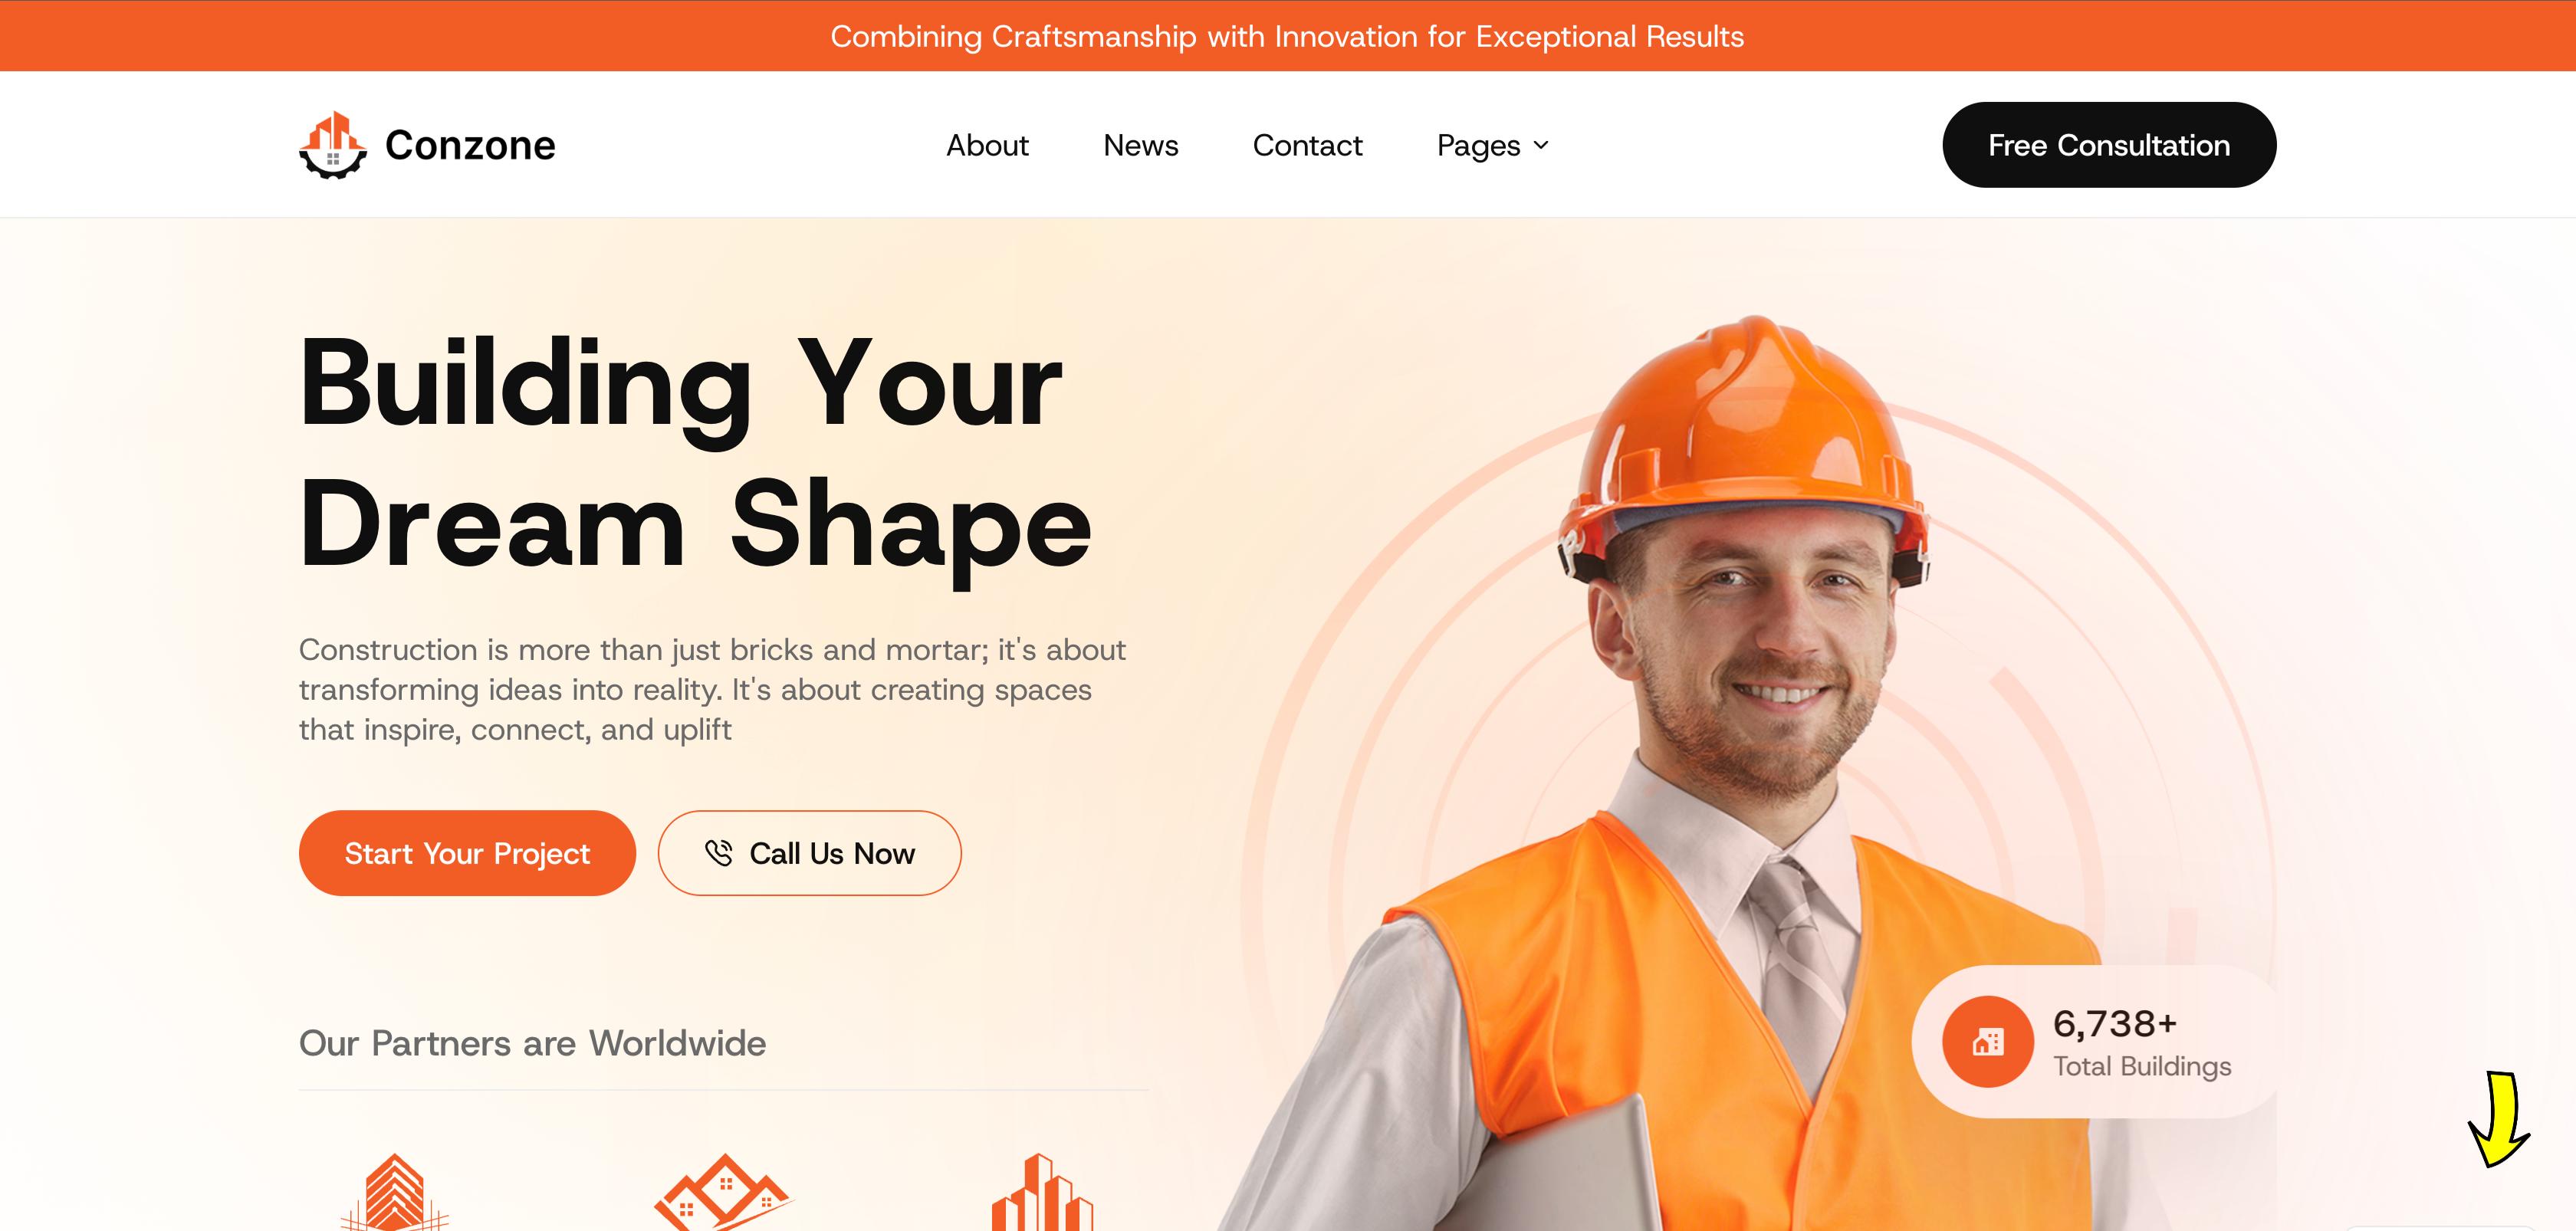 Combining Craftsmanship with Innovation for Exceptional Results
Conzone
About
News
Contact
Pages
Free Consultation
Building Your
Dream Shape
Construction is more than just bricks and mortar; it's about
transforming ideas into reality. It's about creating spaces
that inspire, connect, and uplift
Start Your Project
Call Us Now
6,738+
Total Buildings
Our Partners are Worldwide